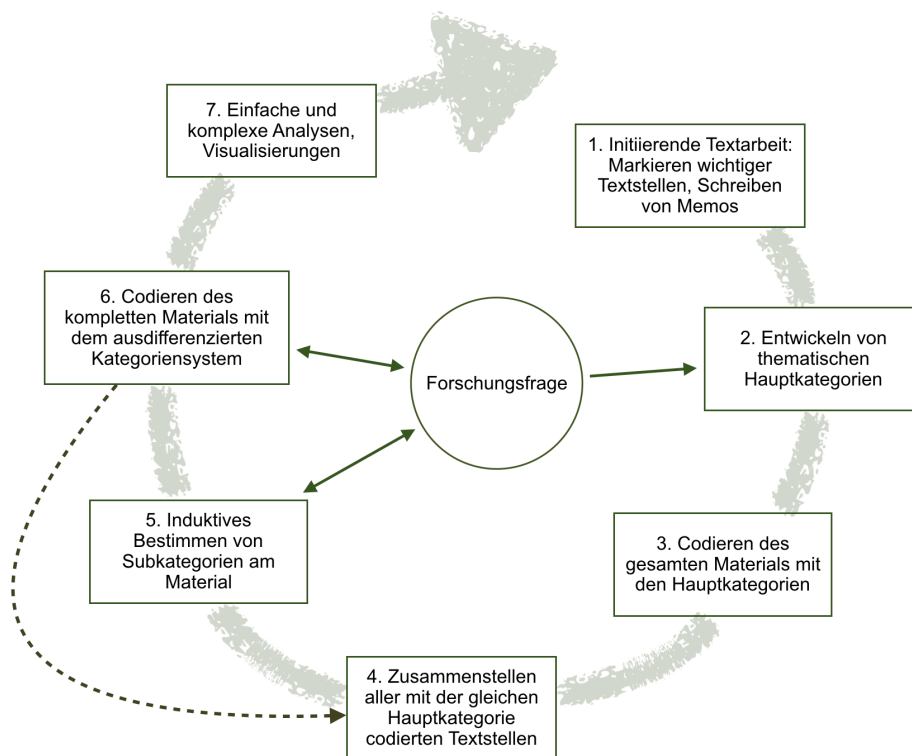 1. Initiierende Textarbeit:
Markieren wichtiger
Textstellen, Schreiben
von Memos
2. Entwickeln von
thematischen
Hauptkategorien
3. Codieren des
gesamten Materials mit
den Hauptkategorien
4. Zusammenstellen
aller mit der gleichen
Hauptkategorie
codierten Textstellen
5. Induktives
Bestimmen von
Subkategorien am
Material
6. Codieren des
kompletten Materials mit
dem ausdifferenzierten
Kategoriensystem
7. Einfache und
komplexe Analysen,
Visualisierungen
Forschungsfrage